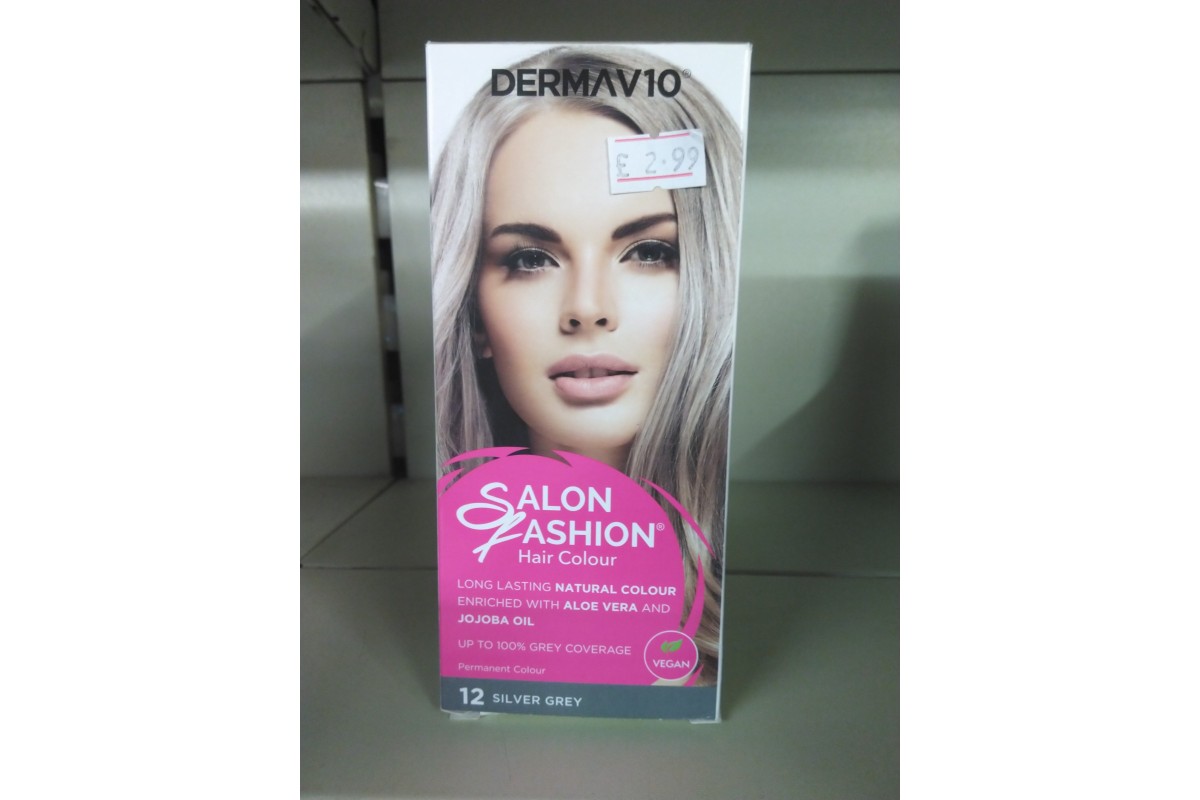 DERMAV10®
£ 2.99
SALON
FASHION®
Hair Colour
LONG LASTING NATURAL COLOUR
ENRICHED WITH ALOE VERA AND
JOJOBA OIL
UP TO 100% GREY COVERAGE
VEGAN
Permanent Colour
12 SILVER GREY